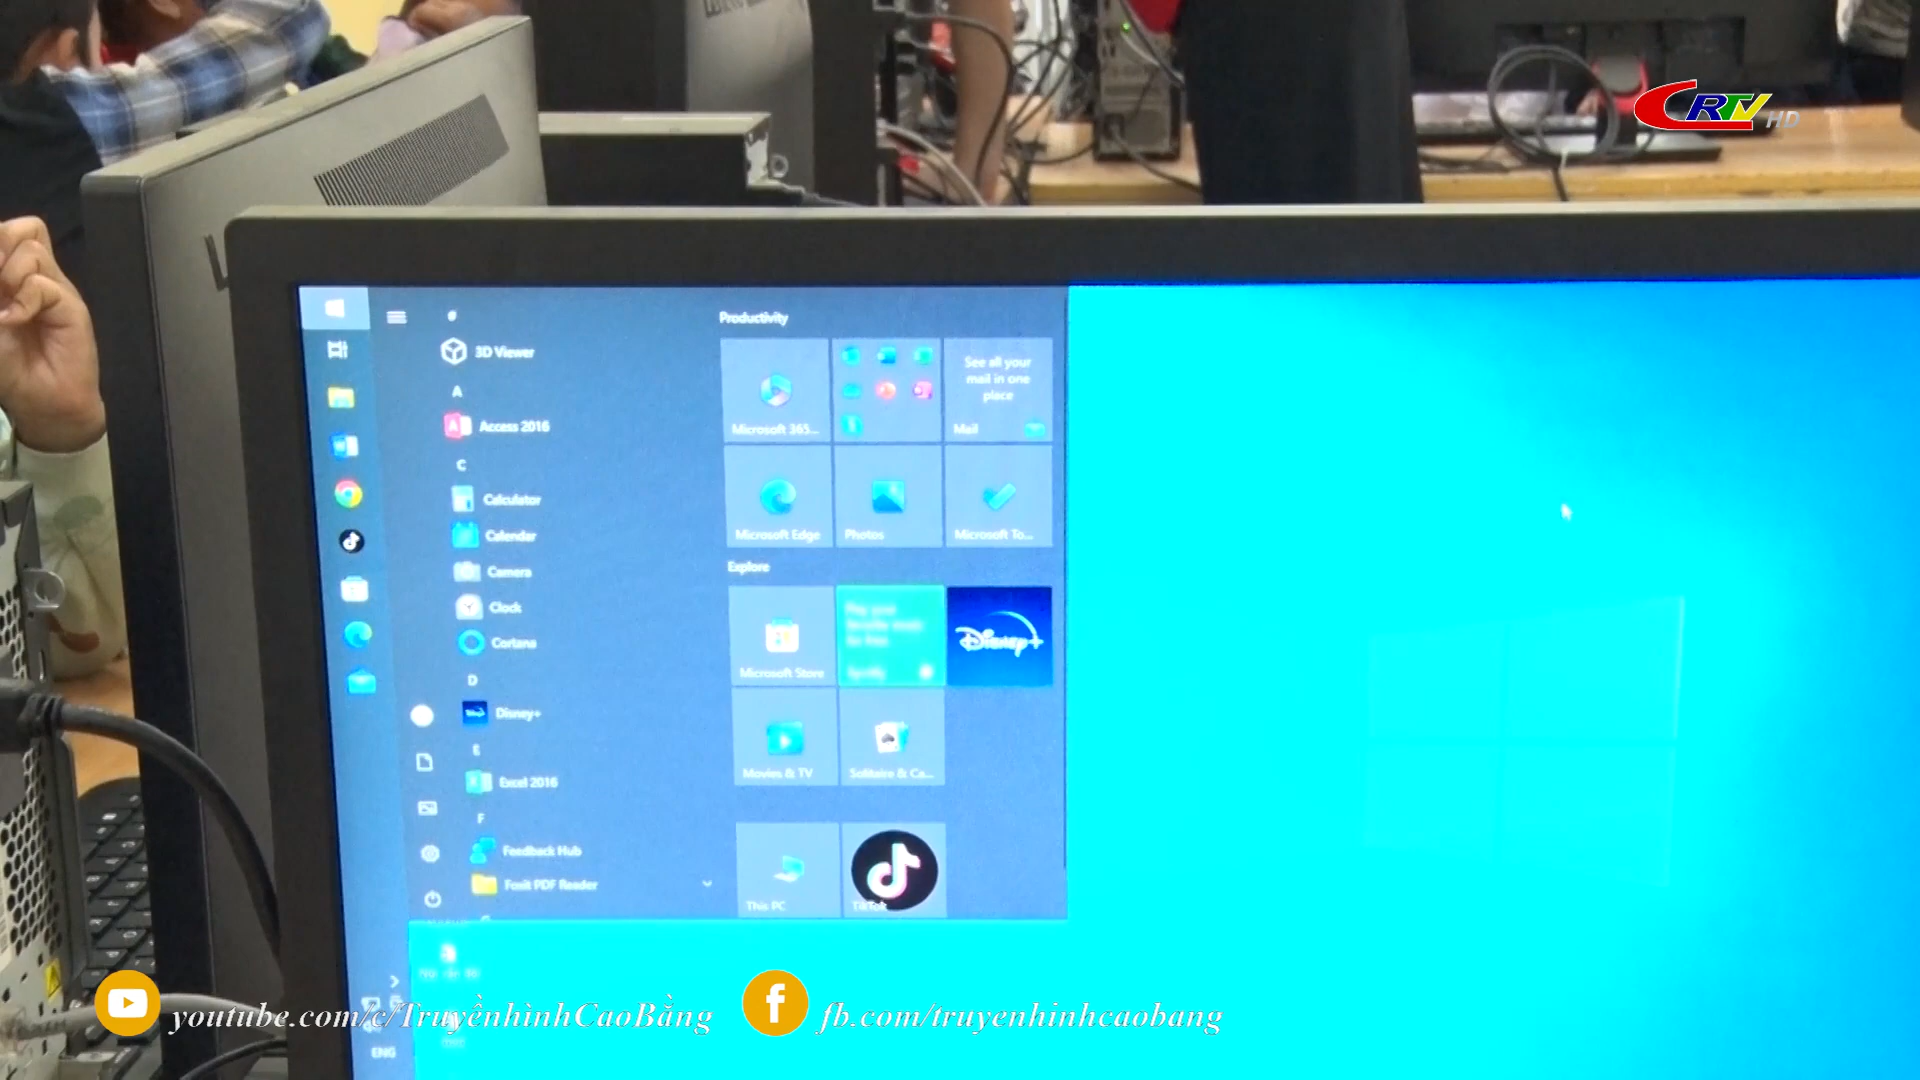 CRTV HD
Productivity
#
3D Viewer
See all your
mail in one
place
A
Access 2016
Microsoft 365...
Mail
C
Calculator
Calendar
Microsoft Edge
Photos
Microsoft To...
Camera
Explore
Clock
Cortana
D
Microsoft Store
Spotify
Disney+
Disney+
E
Movies & TV
Solitaire & Ca...
Excel 2016
F
Feedback Hub
Foxit PDF Reader
This PC
TikTok
G
youtube.com/c/TruyềnhìnhCaoBằng
fb.com/truyenhinhcaobang
ENG